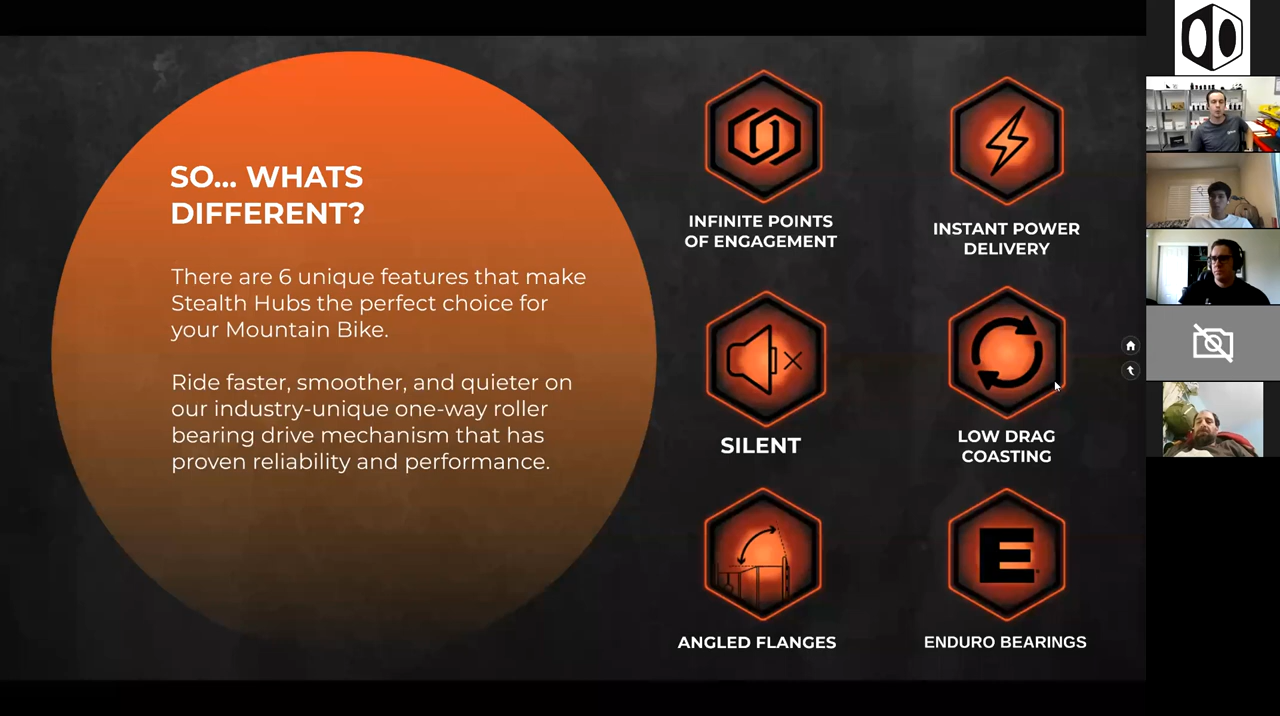 SO... WHATS
DIFFERENT?
There are 6 unique features that make
Stealth Hubs the perfect choice for
your Mountain Bike.
Ride faster, smoother, and quieter on
our industry-unique one-way roller
bearing drive mechanism that has
proven reliability and performance.
INFINITE POINTS
OF ENGAGEMENT
INSTANT POWER
DELIVERY
SILENT
LOW DRAG
COASTING
ANGLED FLANGES
E
ENDURO BEARINGS